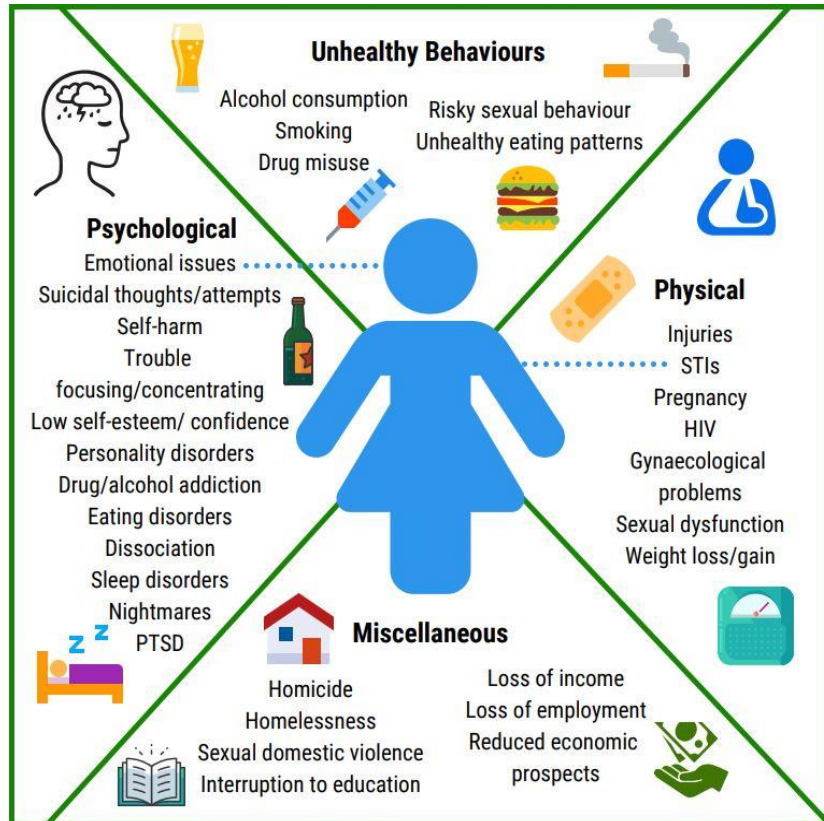 Unhealthy Behaviours
Alcohol consumption
Smoking
Drug misuse
Risky sexual behaviour
Unhealthy eating patterns
Psychological
Emotional issues
Suicidal thoughts/attempts
Self-harm
Trouble
focusing/concentrating
Low self-esteem/ confidence
Personality disorders
Drug/alcohol addiction
Eating disorders
Dissociation
Sleep disorders
Nightmares
PTSD
z z
Physical
Injuries
STIs
Pregnancy
HIV
Gynaecological
problems
Sexual dysfunction
Weight loss/gain
Miscellaneous
Homicide
Homelessness
Sexual domestic violence
Interruption to education
Loss of income
Loss of employment
Reduced economic
prospects